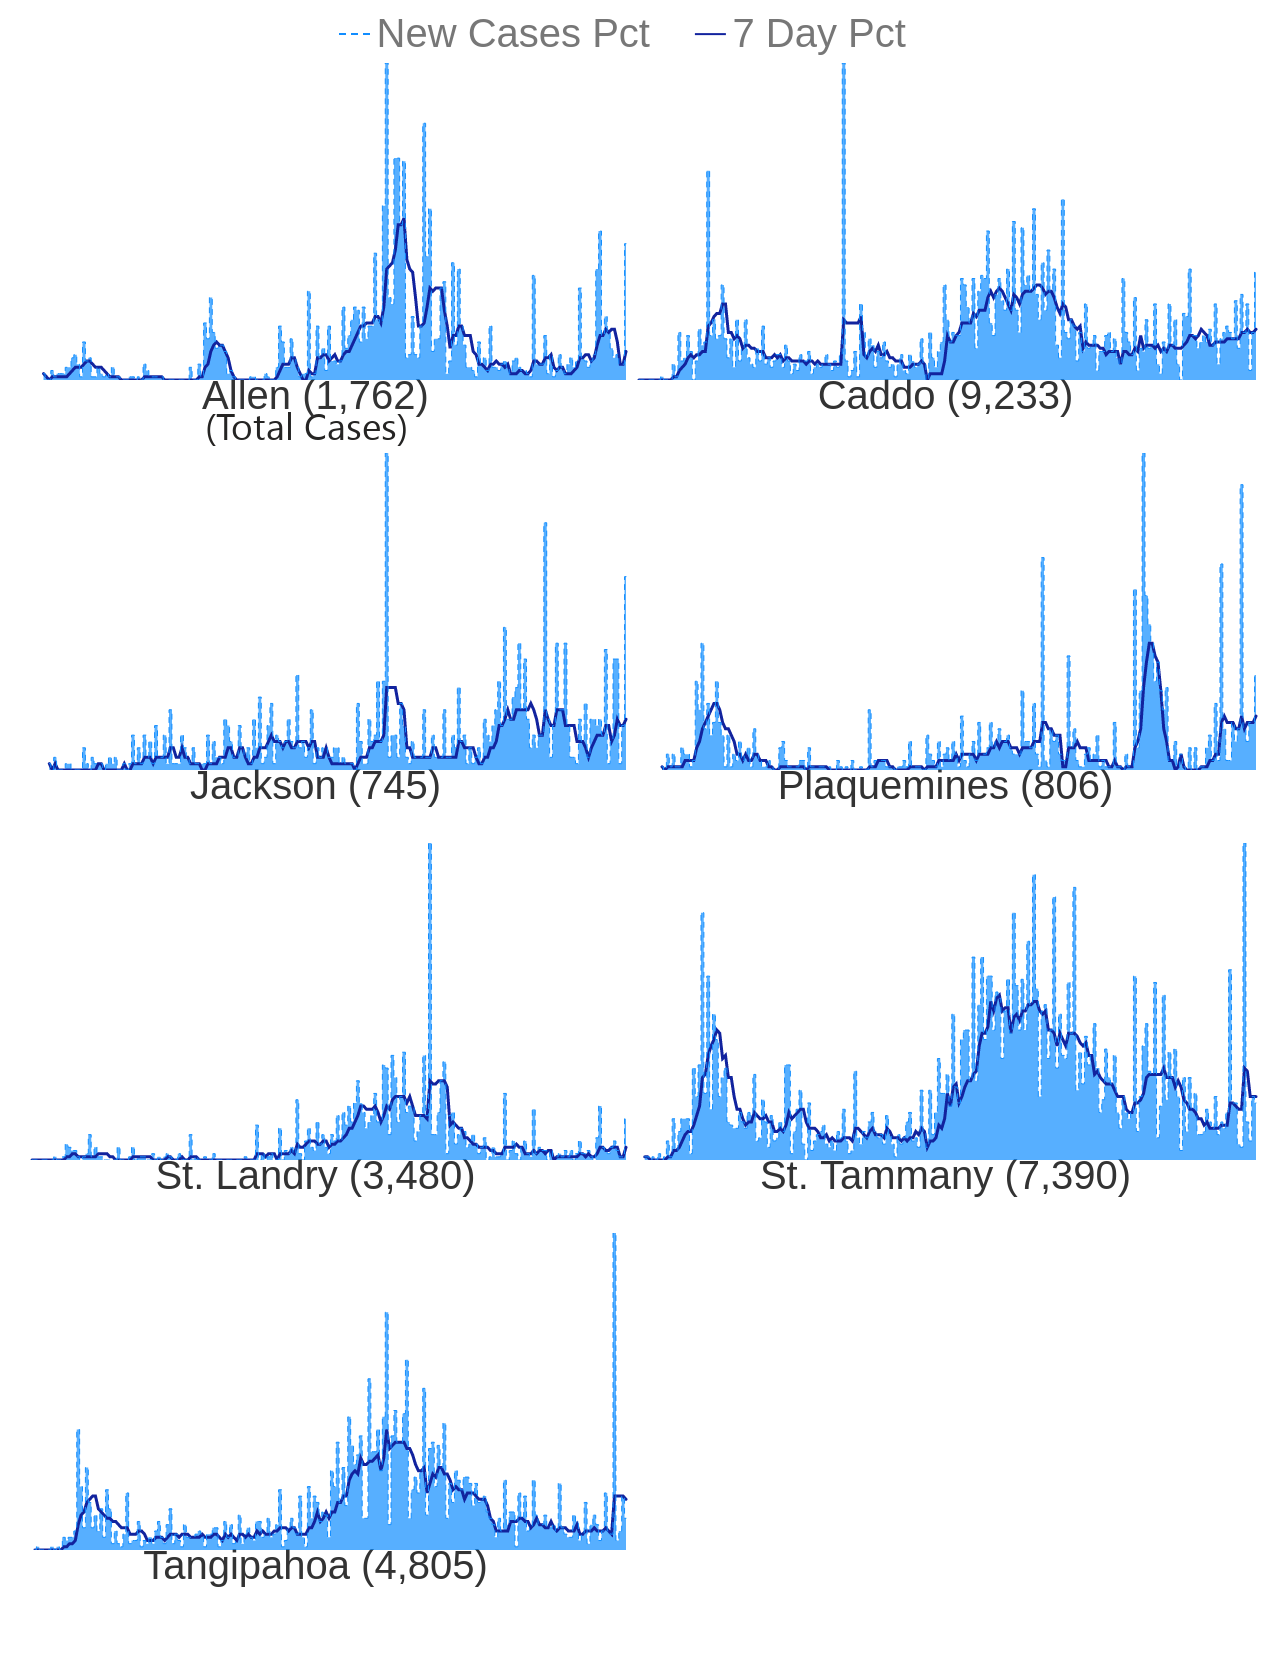 New Cases Pct 7 Day Pct
Allen (1,762)
(Total Cases)
Caddo (9,233)
Jackson (745)
Plaquemines (806)
St. Landry (3,480)
St. Tammany (7,390)
Tangipahoa (4,805)